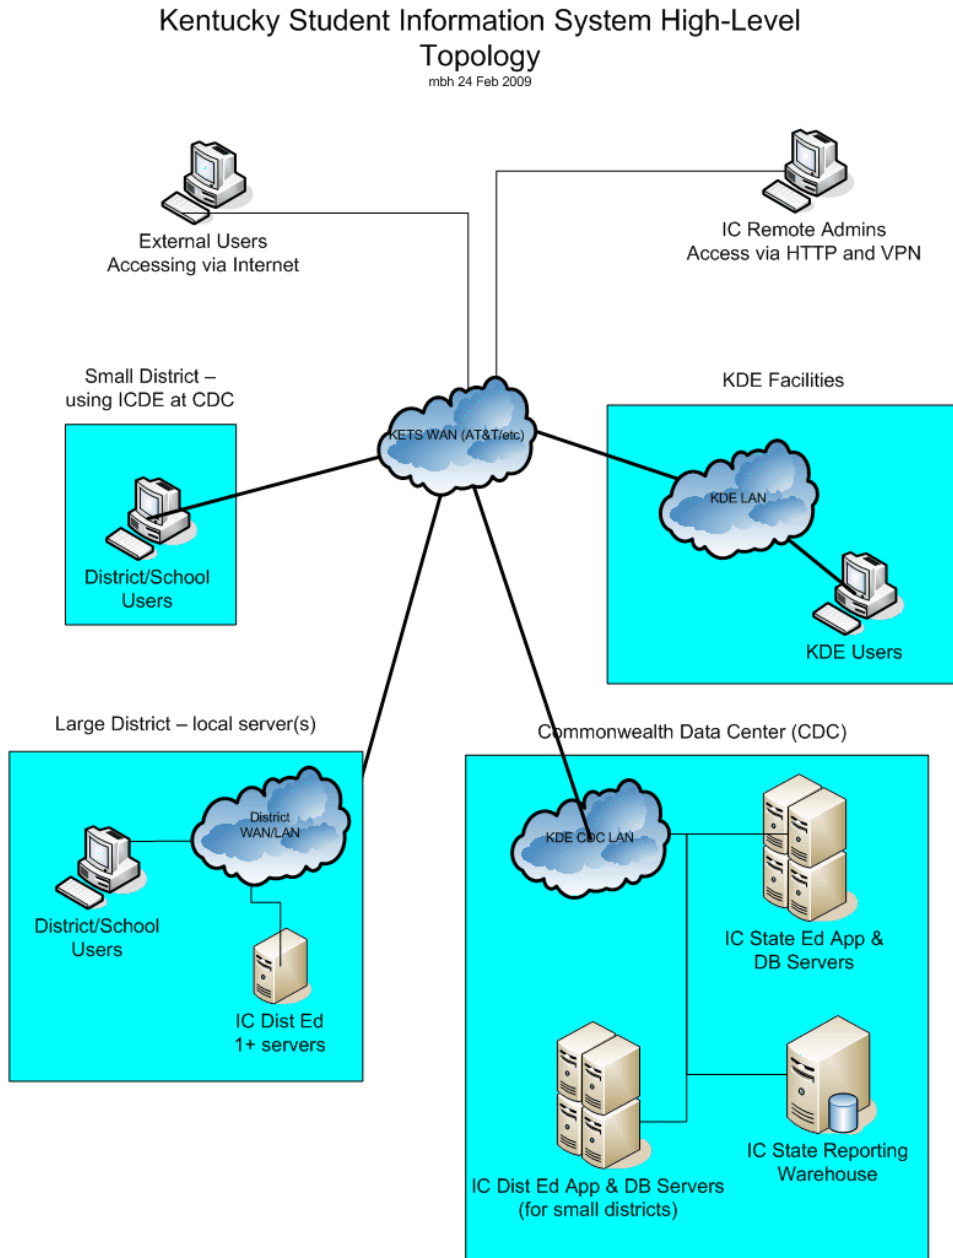 Kentucky Student Information System High-Level
Topology
mbh 24 Feb 2009
External Users
Accessing via Internet
IC Remote Admins
Access via HTTP and VPN
Small District –
using ICDE at CDC
KETS WAN (AT&T/etc)
KDE Facilities
KDE LAN
District/School
Users
KDE Users
Large District – local server(s)
Commonwealth Data Center (CDC)
District
WAN/LAN
KDE CDC LAN
District/School
Users
IC State Ed App &
DB Servers
IC Dist Ed
1+ servers
IC State Reporting
Warehouse
IC Dist Ed App & DB Servers
(for small districts)